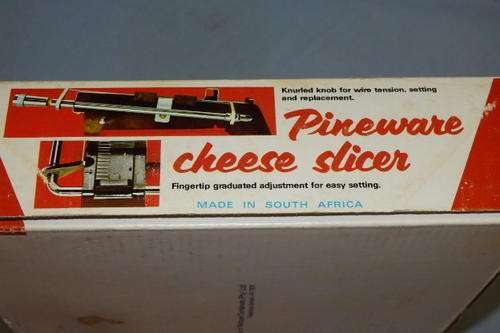 Knurled knob for wire tension, setting
and replacement.
Pineware
cheese slicer
Fingertip graduated adjustment for easy setting.
MADE IN SOUTH AFRICA